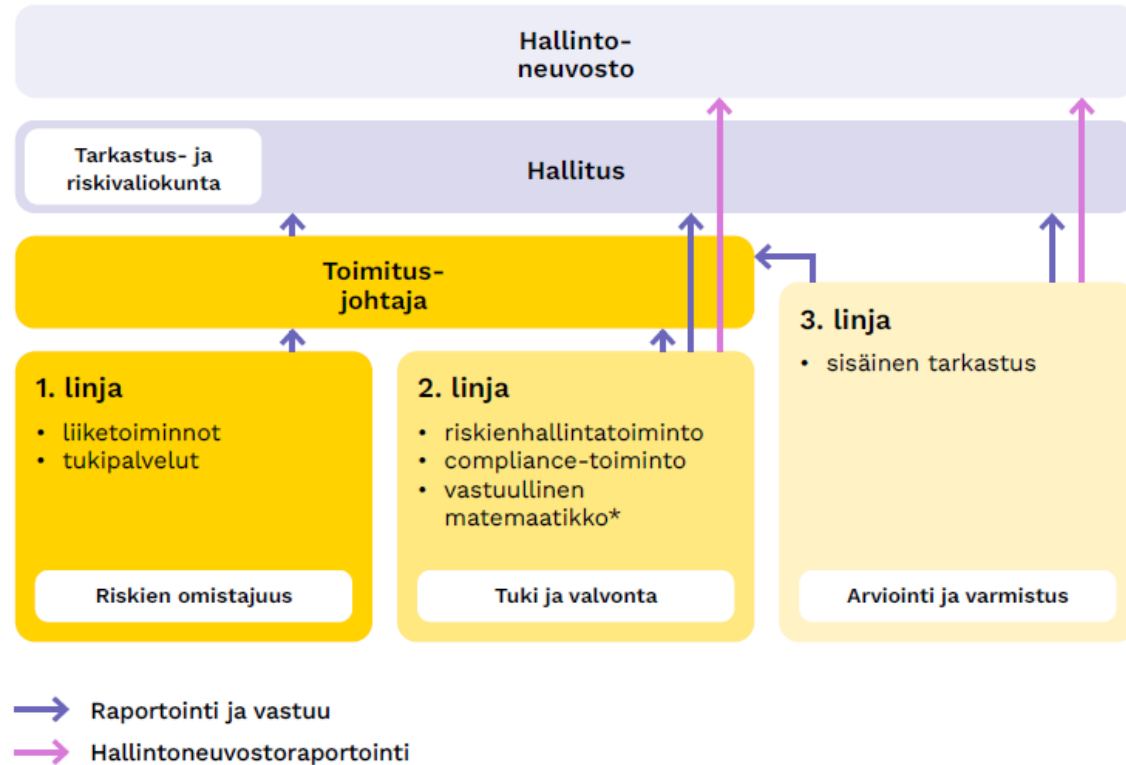 Hallinto-
neuvosto
Tarkastus- ja
riskivaliokunta
Hallitus
Toimitus-
johtaja
1. linja
• liiketoiminnot
• tukipalvelut
Riskien omistajuus
2. linja
• riskienhallintatoiminto
• compliance-toiminto
• vastuullinen
matemaatikko*
Tuki ja valvonta
3. linja
• sisäinen tarkastus
Arviointi ja varmistus
Raportointi ja vastuu
Hallintoneuvostoraportointi